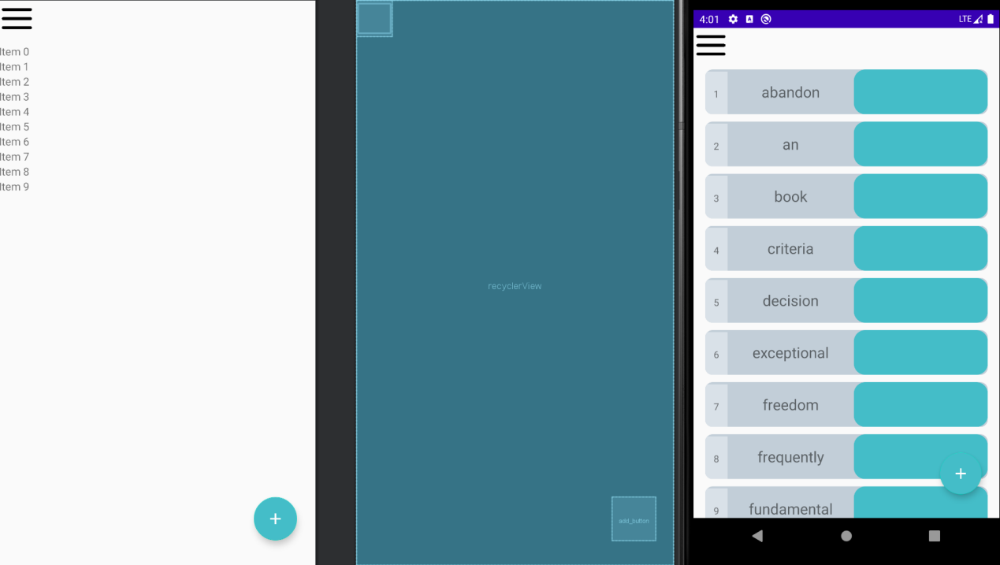 Item 0
Item 1
Item 2
Item 3
Item 4
Item 5
Item 6
Item 7
Item 8
Item 9
+
recyclerView
add_button
4:01 LTE
1 abandon
2 an
3 book
4 criteria
5 decision
6 exceptional
7 freedom
8 frequently
+
9 fundamental